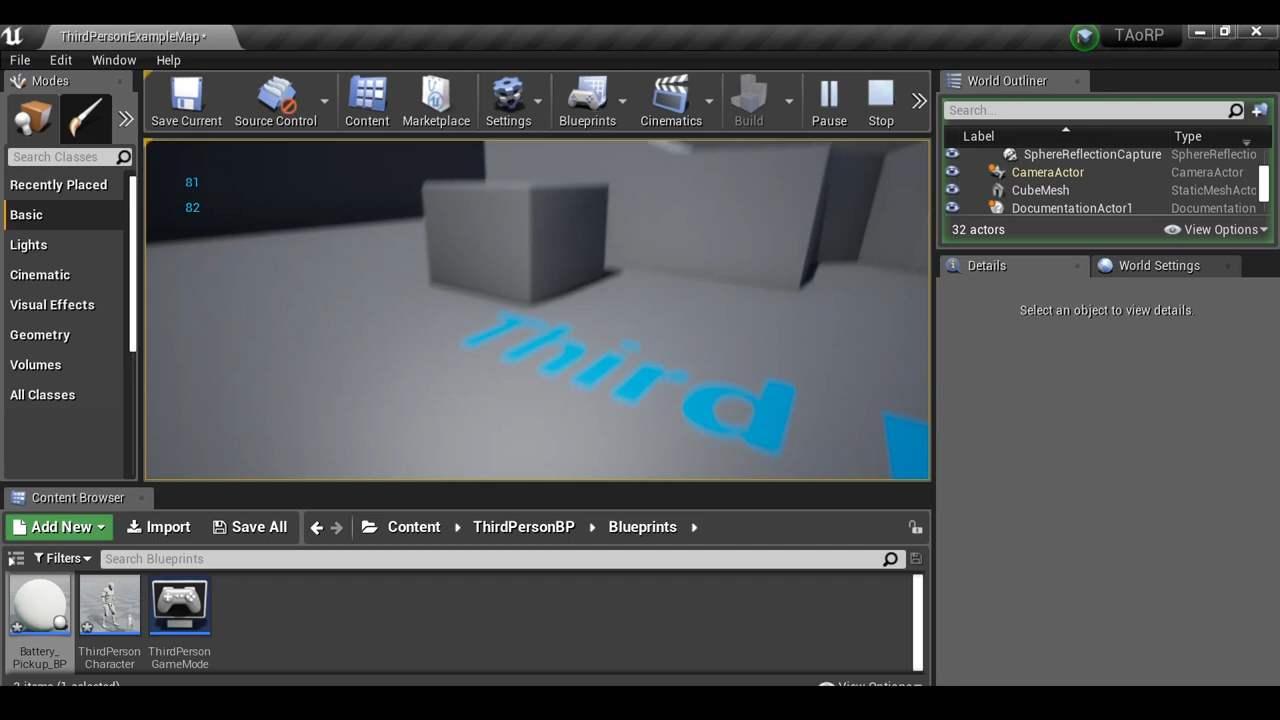 ThirdPersonExampleMap*
TAoRP
File Edit Window Help
Modes
World Outliner
Save Current Source Control Content Marketplace Settings Blueprints Cinematics Build Pause Stop
Search...
Label Type
Search Classes
SphereReflectionCapture SphereReflectio
CameraActor CameraActor
Recently Placed
81
CubeMesh StaticMeshActo
82
DocumentationActor1 Documentation
Basic
32 actors View Options
Lights
Details World Settings
Cinematic
Visual Effects
Select an object to view details.
Geometry
Third
Volumes
All Classes
Content Browser
Add New Import Save All Content ThirdPersonBP Blueprints
Filters Search Blueprints
Battery_
Pickup_BP
ThirdPerson
Character
ThirdPerson
GameMode
View Options